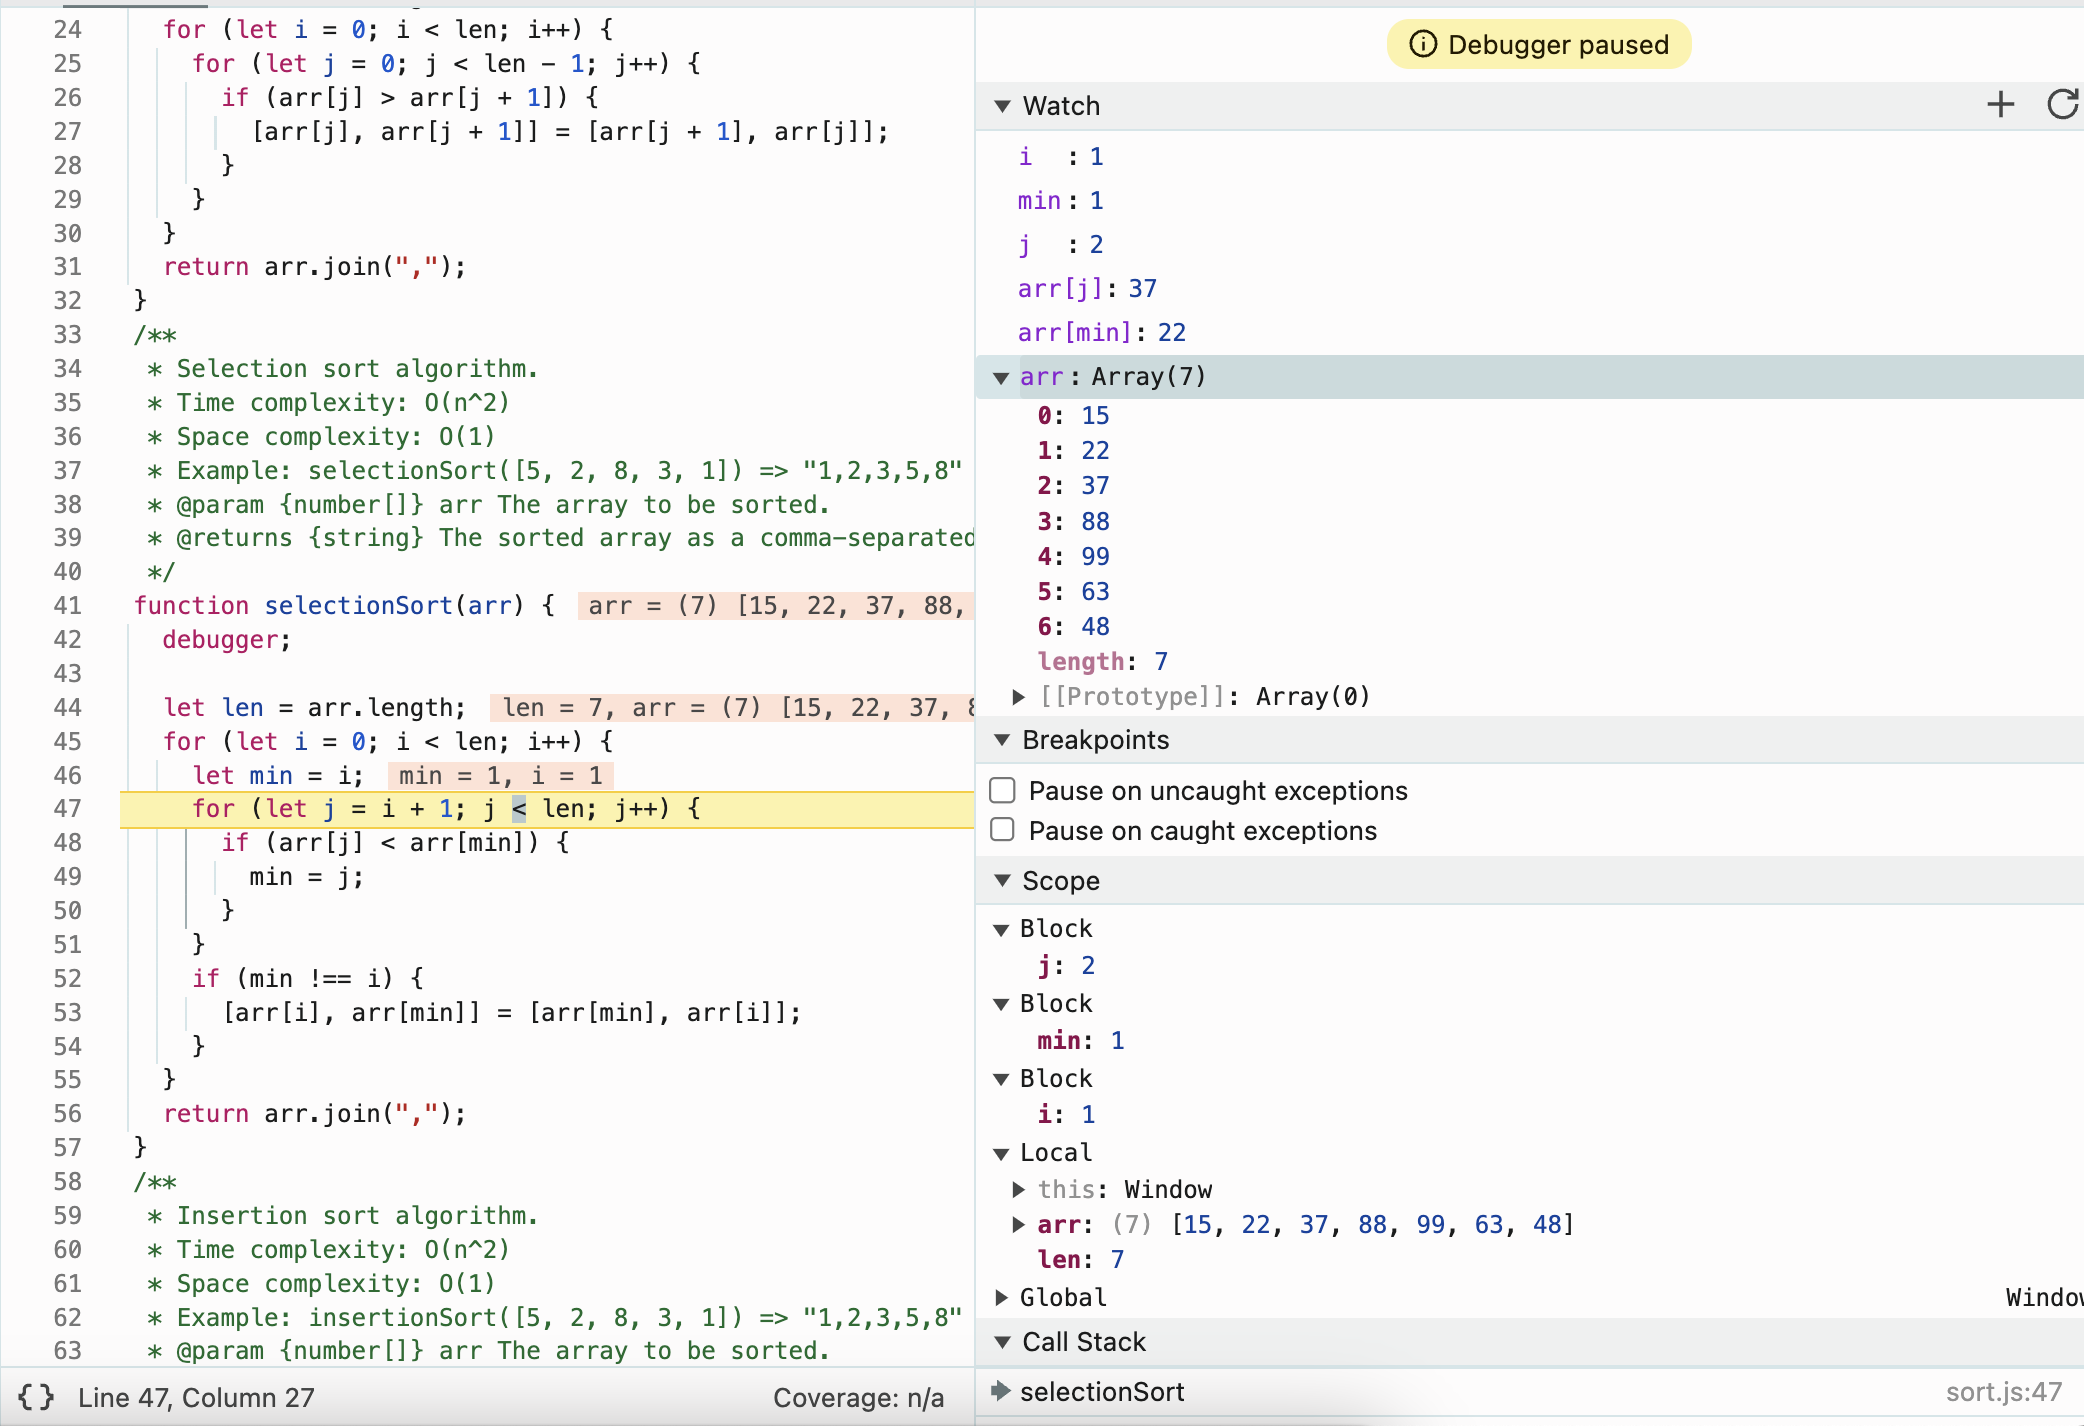 24 for (let i = 0; i < len; i++) {
25 for (let j = 0; j < len - 1; j++) {
26 if (arr[j] > arr[j + 1]) {
27 [arr[j], arr[j + 1]] = [arr[j + 1], arr[j]];
28 }
29 }
30 }
31 return arr.join(",");
32 }
33 /**
34 * Selection sort algorithm.
35 * Time complexity: O(n^2)
36 * Space complexity: O(1)
37 * Example: selectionSort([5, 2, 8, 3, 1]) => "1,2,3,5,8"
38 * @param {number[]} arr The array to be sorted.
39 * @returns {string} The sorted array as a comma-separated
40 */
41 function selectionSort(arr) { arr = (7) [15, 22, 37, 88,
42 debugger;
43
44 let len = arr.length; len = 7, arr = (7) [15, 22, 37, 8
45 for (let i = 0; i < len; i++) {
46 let min = i; min = 1, i = 1
47 for (let j = i + 1; j < len; j++) {
48 if (arr[j] < arr[min]) {
49 min = j;
50 }
51 }
52 if (min !== i) {
53 [arr[i], arr[min]] = [arr[min], arr[i]];
54 }
55 }
56 return arr.join(",");
57 }
58 /**
59 * Insertion sort algorithm.
60 * Time complexity: O(n^2)
61 * Space complexity: O(1)
62 * Example: insertionSort([5, 2, 8, 3, 1]) => "1,2,3,5,8"
63 * @param {number[]} arr The array to be sorted.
{} Line 47, Column 27 Coverage: n/a
Debugger paused
Watch
i : 1
min : 1
j : 2
arr[j]: 37
arr[min]: 22
arr: Array(7)
0: 15
1: 22
2: 37
3: 88
4: 99
5: 63
6: 48
length: 7
[[Prototype]]: Array(0)
Breakpoints
Pause on uncaught exceptions
Pause on caught exceptions
Scope
Block
j: 2
Block
min: 1
Block
i: 1
Local
this: Window
arr: (7) [15, 22, 37, 88, 99, 63, 48]
len: 7
Global Window
Call Stack
selectionSort sort.js:47